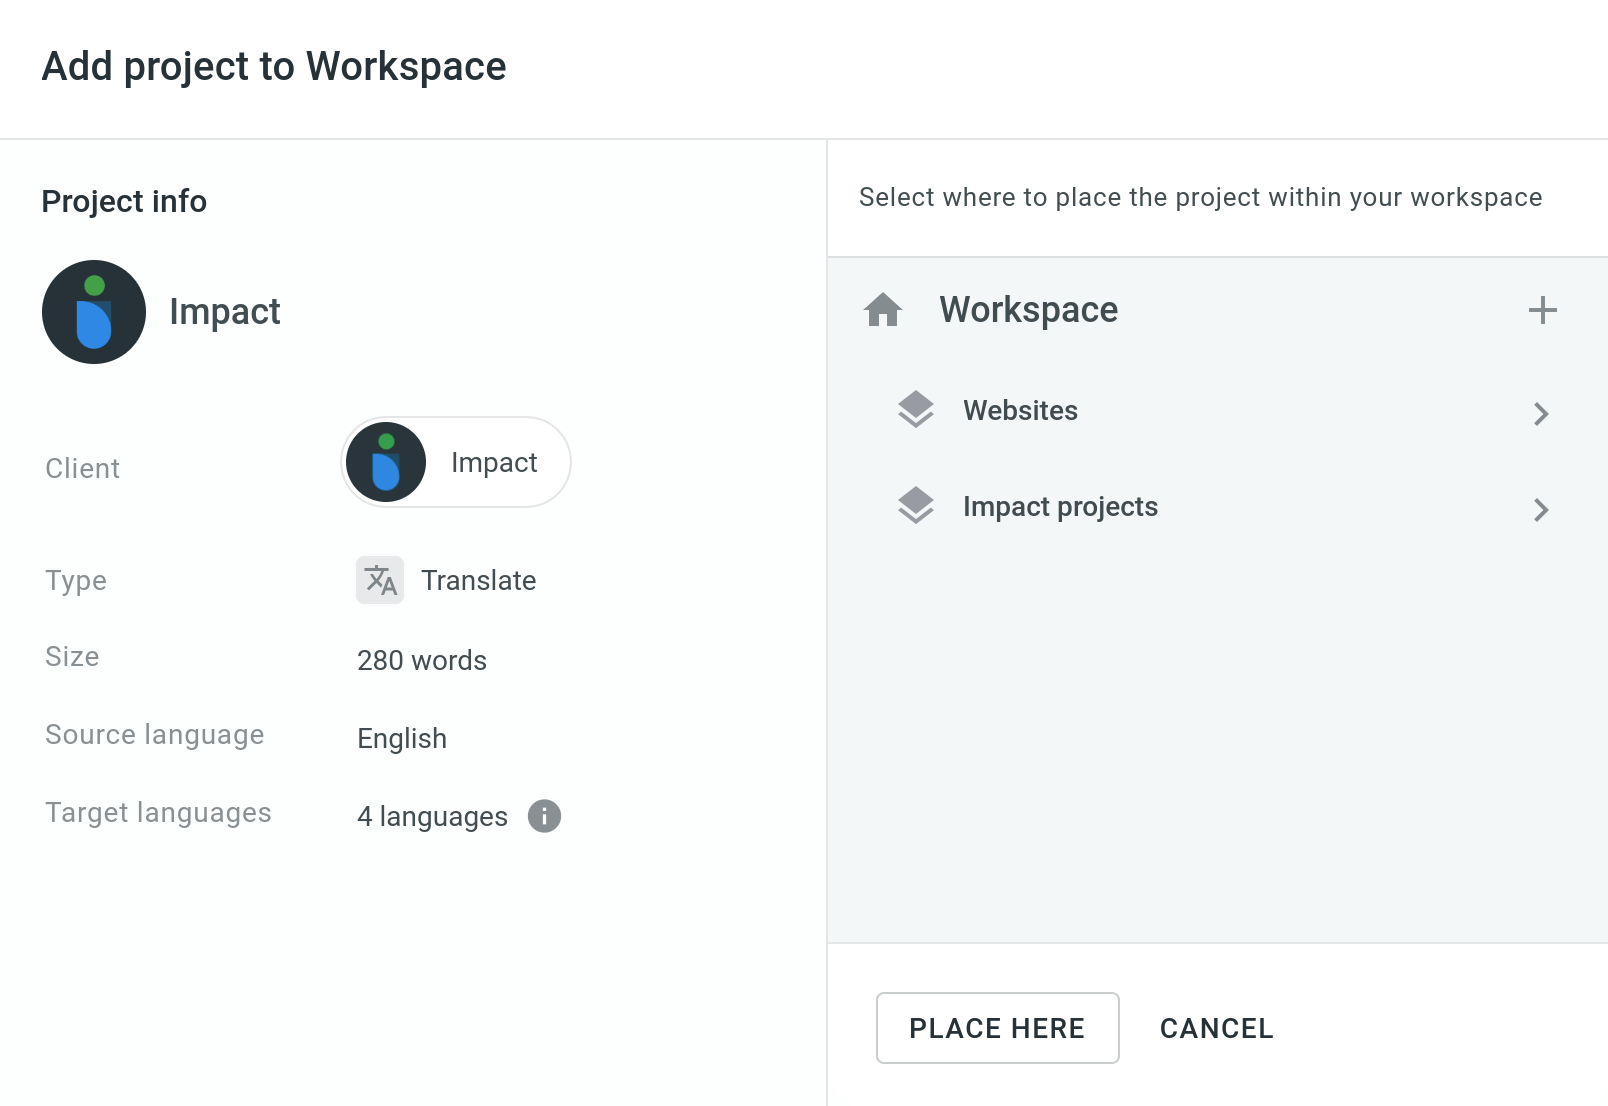 Add project to Workspace
Project info
Impact
Client
Impact
Type
Translate
Size
280 words
Source language
English
Target languages
4 languages
Select where to place the project within your workspace
Workspace
Websites
Impact projects
PLACE HERE
CANCEL